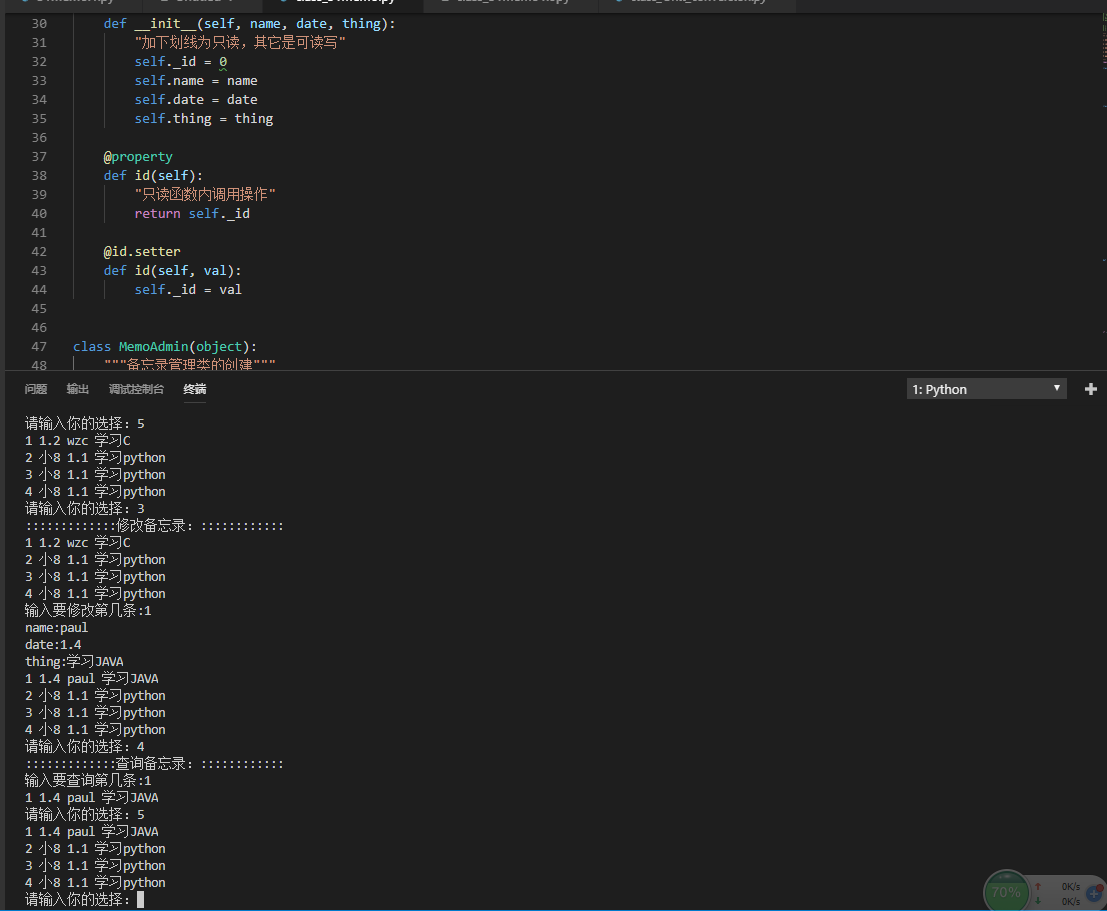 30 def __init__(self, name, date, thing):
31 "加下划线为只读，其它是可读写"
32 self._id = 0
33 self.name = name
34 self.date = date
35 self.thing = thing
36
37 @property
38 def id(self):
39 "只读函数内调用操作"
40 return self._id
41
42 @id.setter
43 def id(self, val):
44 self._id = val
45
46
47 class MemoAdmin(object):
48 """备忘录管理类的创建"""
问题 输出 调试控制台 终端 1: Python
请输入你的选择：5
1 1.2 wzc 学习C
2 小8 1.1 学习python
3 小8 1.1 学习python
4 小8 1.1 学习python
请输入你的选择：3
:::::::::::::修改备忘录：::::::::::::
1 1.2 wzc 学习C
2 小8 1.1 学习python
3 小8 1.1 学习python
4 小8 1.1 学习python
输入要修改第几条:1
name:paul
date:1.4
thing:学习JAVA
1 1.4 paul 学习JAVA
2 小8 1.1 学习python
3 小8 1.1 学习python
4 小8 1.1 学习python
请输入你的选择：4
:::::::::::::查询备忘录：::::::::::::
输入要查询第几条:1
1 1.4 paul 学习JAVA
请输入你的选择：5
1 1.4 paul 学习JAVA
2 小8 1.1 学习python
3 小8 1.1 学习python
4 小8 1.1 学习python
请输入你的选择：
70%
0K/s
0K/s